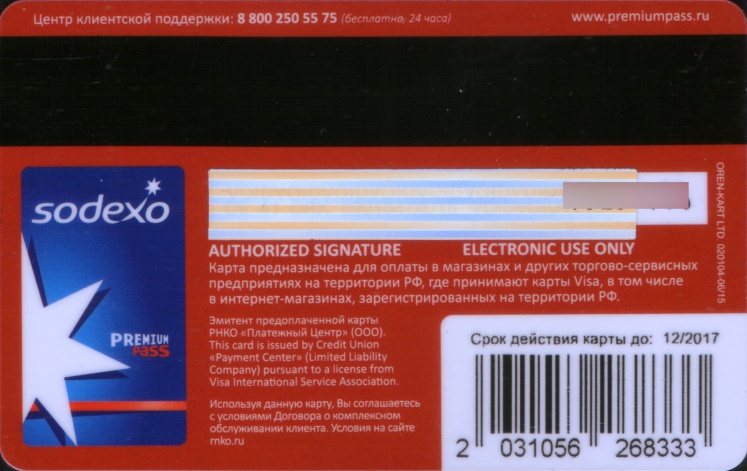 Центр клиентской поддержки: 8 800 250 55 75 (бесплатно, 24 часа)
www.premiumpass.ru
sodexo
PREMIUM
PASS
AUTHORIZED SIGNATURE
ELECTRONIC USE ONLY
Карта предназначена для оплаты в магазинах и других торгово-сервисных
предприятиях на территории РФ, где принимают карты Visa, в том числе
в интернет-магазинах, зарегистрированных на территории РФ.
OREN-KART LTD. 020104-06/15
Эмитент предоплаченной карты
РНКО «Платежный Центр» (ООО).
This card is issued by Credit Union
«Payment Center» (Limited Liability
Company) pursuant to a license from
Visa International Service Association.
Используя данную карту, Вы соглашаетесь
с условиями Договора о комплексном
обслуживании клиента. Условия на сайте
rnko.ru
Срок действия карты до: 12/2017
2 031056 268333